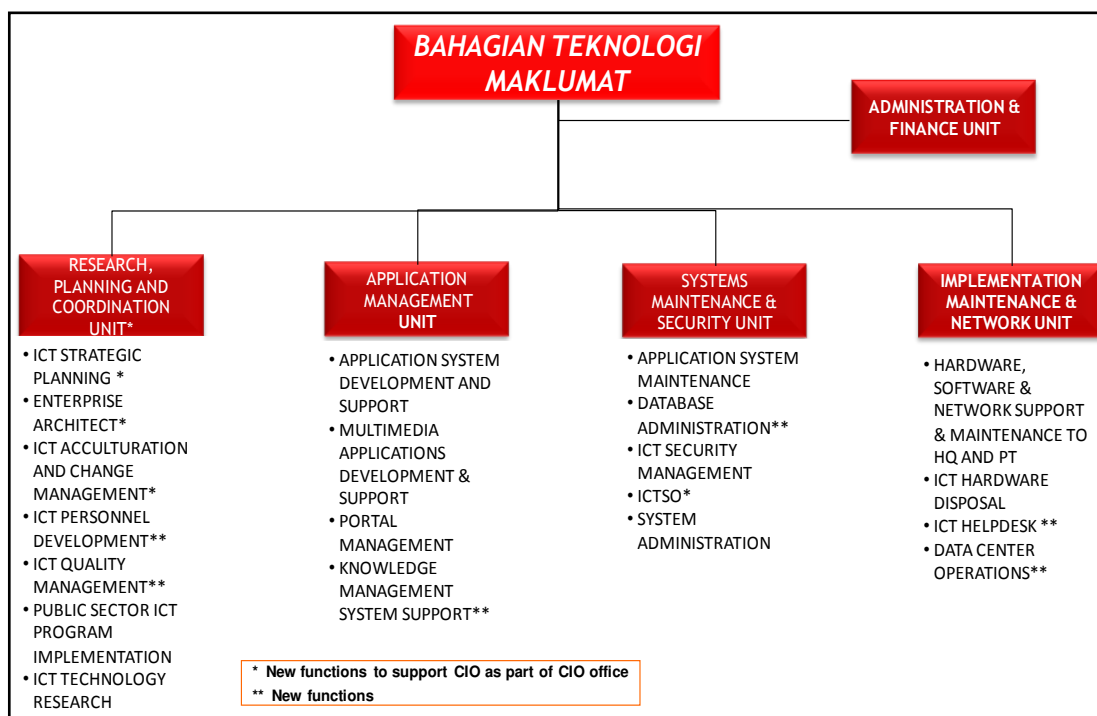 BAHAGIAN TEKNOLOGI
MAKLUMAT
ADMINISTRATION &
FINANCE UNIT
RESEARCH,
PLANNING AND
COORDINATION
UNIT*
• ICT STRATEGIC
PLANNING *
• ENTERPRISE
ARCHITECT*
• ICT ACCULTURATION
AND CHANGE
MANAGEMENT*
• ICT PERSONNEL
DEVELOPMENT**
• ICT QUALITY
MANAGEMENT**
• PUBLIC SECTOR ICT
PROGRAM
IMPLEMENTATION
• ICT TECHNOLOGY
RESEARCH
APPLICATION
MANAGEMENT
UNIT
• APPLICATION SYSTEM
DEVELOPMENT AND
SUPPORT
• MULTIMEDIA
APPLICATIONS
DEVELOPMENT &
SUPPORT
• PORTAL
MANAGEMENT
• KNOWLEDGE
MANAGEMENT
SYSTEM SUPPORT**
SYSTEMS
MAINTENANCE &
SECURITY UNIT
• APPLICATION SYSTEM
MAINTENANCE
• DATABASE
ADMINISTRATION**
• ICT SECURITY
MANAGEMENT
• ICTSO*
• SYSTEM
ADMINISTRATION
IMPLEMENTATION
MAINTENANCE &
NETWORK UNIT
• HARDWARE,
SOFTWARE &
NETWORK SUPPORT
& MAINTENANCE TO
HQ AND PT
• ICT HARDWARE
DISPOSAL
• ICT HELPDESK **
• DATA CENTER
OPERATIONS**
* New functions to support CIO as part of CIO office
** New functions